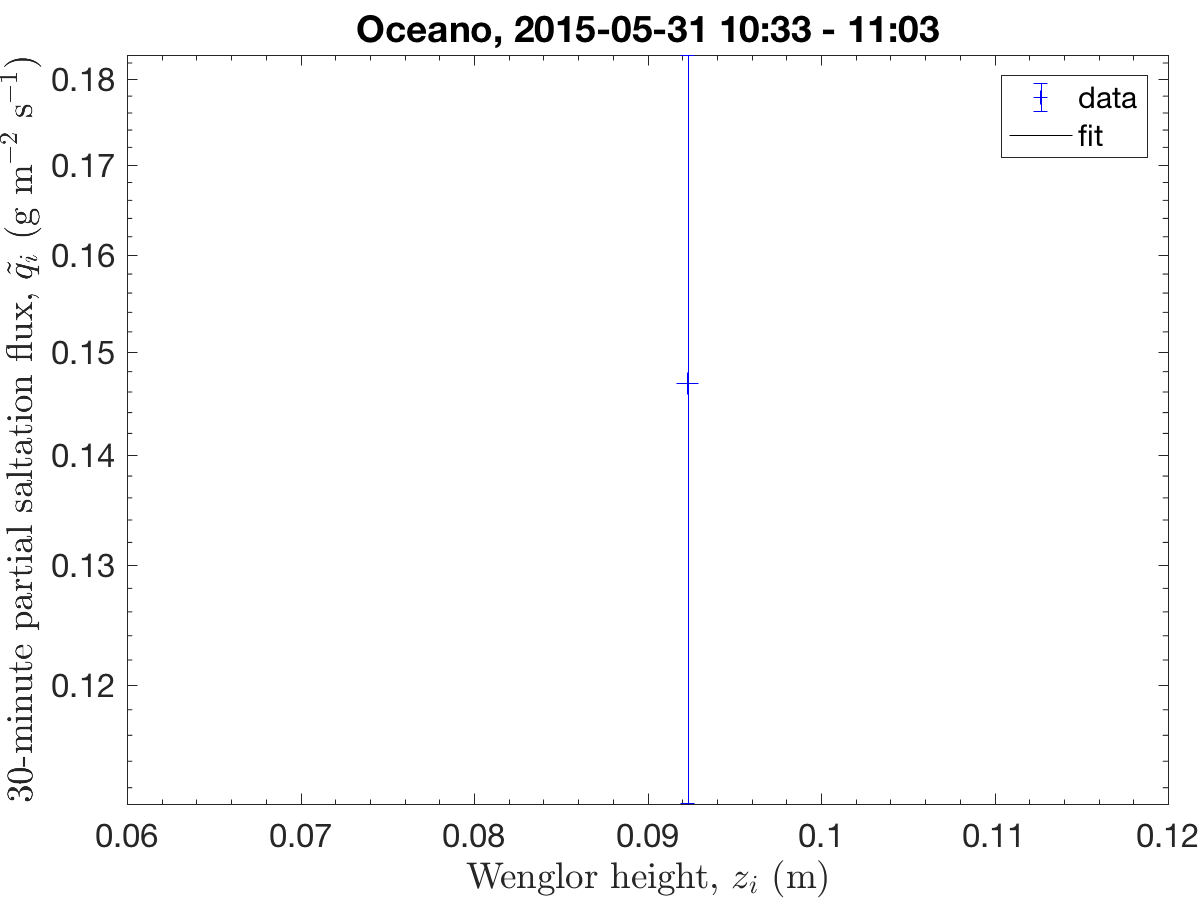 Oceano, 2015-05-31 10:33 - 11:03
30-minute partial saltation flux, q̃ᵢ (g m⁻² s⁻¹)
0.18
0.17
0.16
0.15
0.14
0.13
0.12
data
fit
0.06 0.07 0.08 0.09 0.1 0.11 0.12
Wenglor height, zᵢ (m)